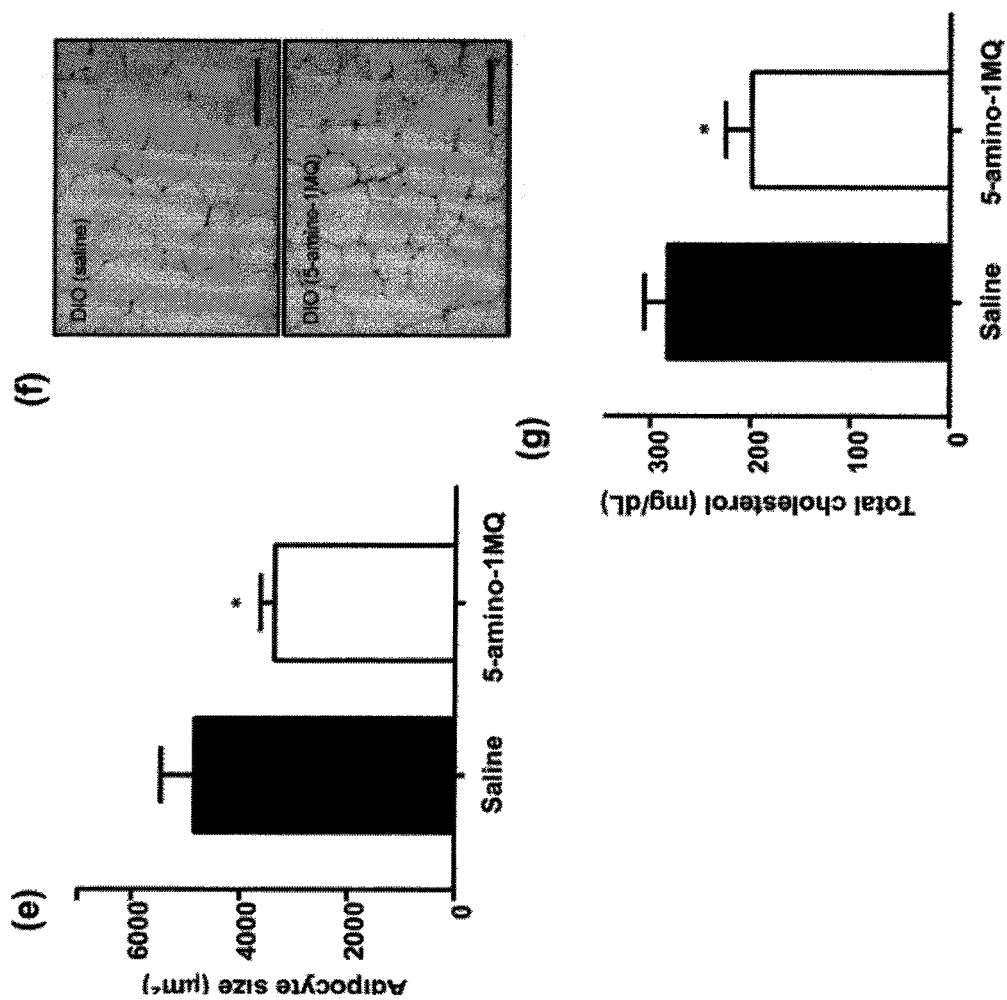 (e)
Adipocyte size (μm²)
6000
4000
2000
0
Saline
5-amino-1MQ
*
(f)
DIO (saline)
DIO (5-amino-1MQ)
(g)
Total cholesterol (mg/dL)
300
200
100
0
Saline
5-amino-1MQ
*